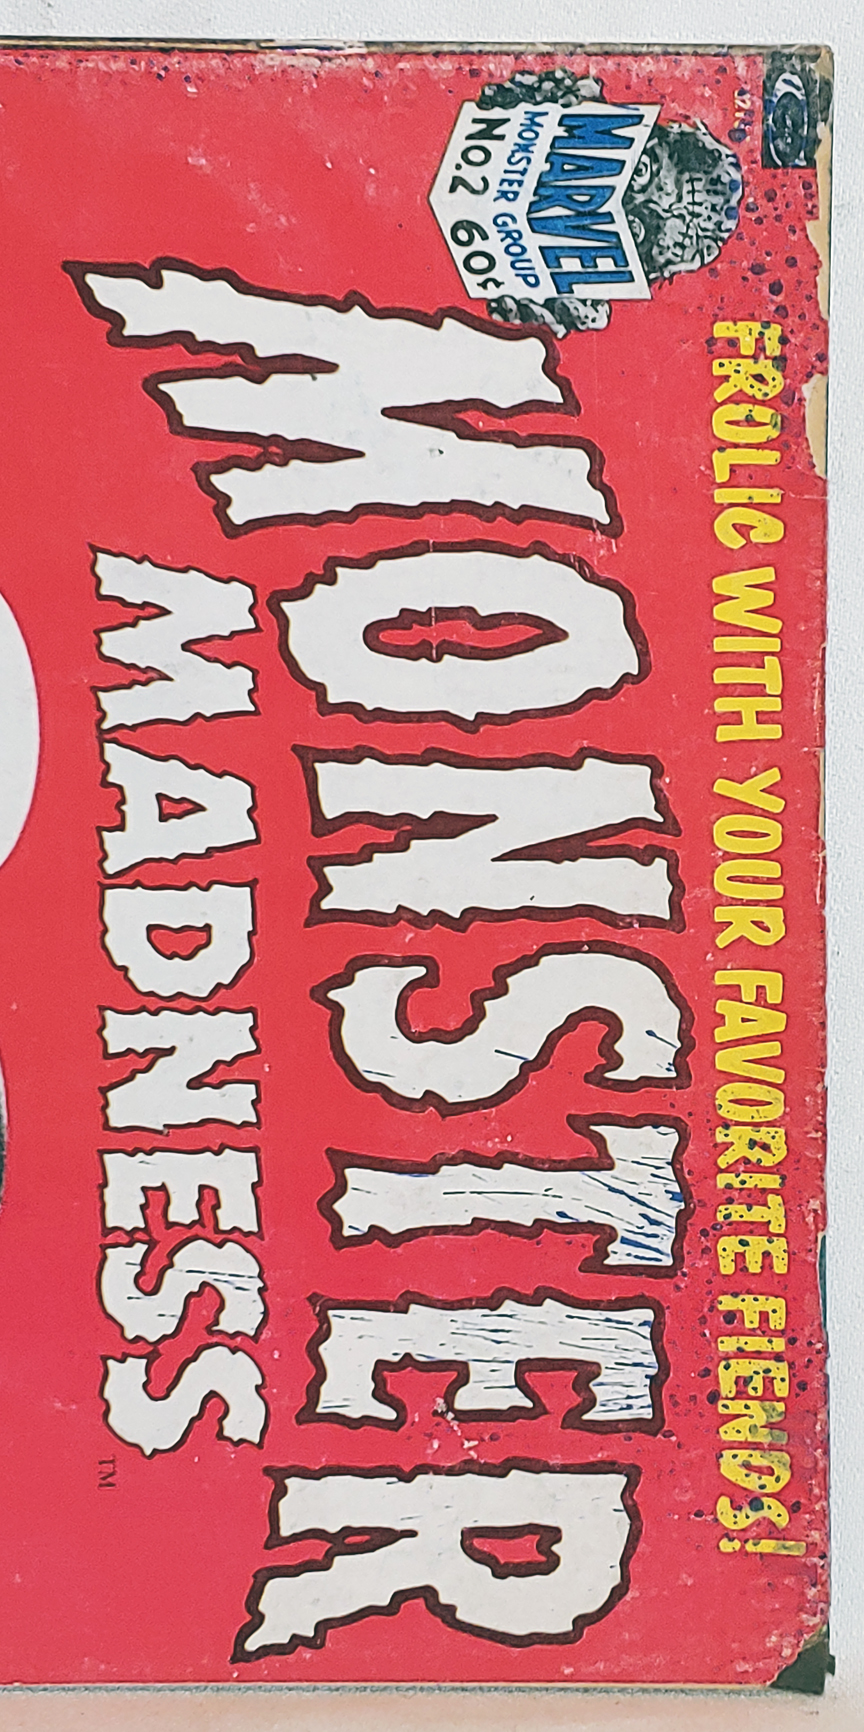 FROLIC WITH YOUR FAVORITE FIENDS!
MARVEL
MONSTER GROUP
NO.2 60¢
MONSTER
MADNESS
TM